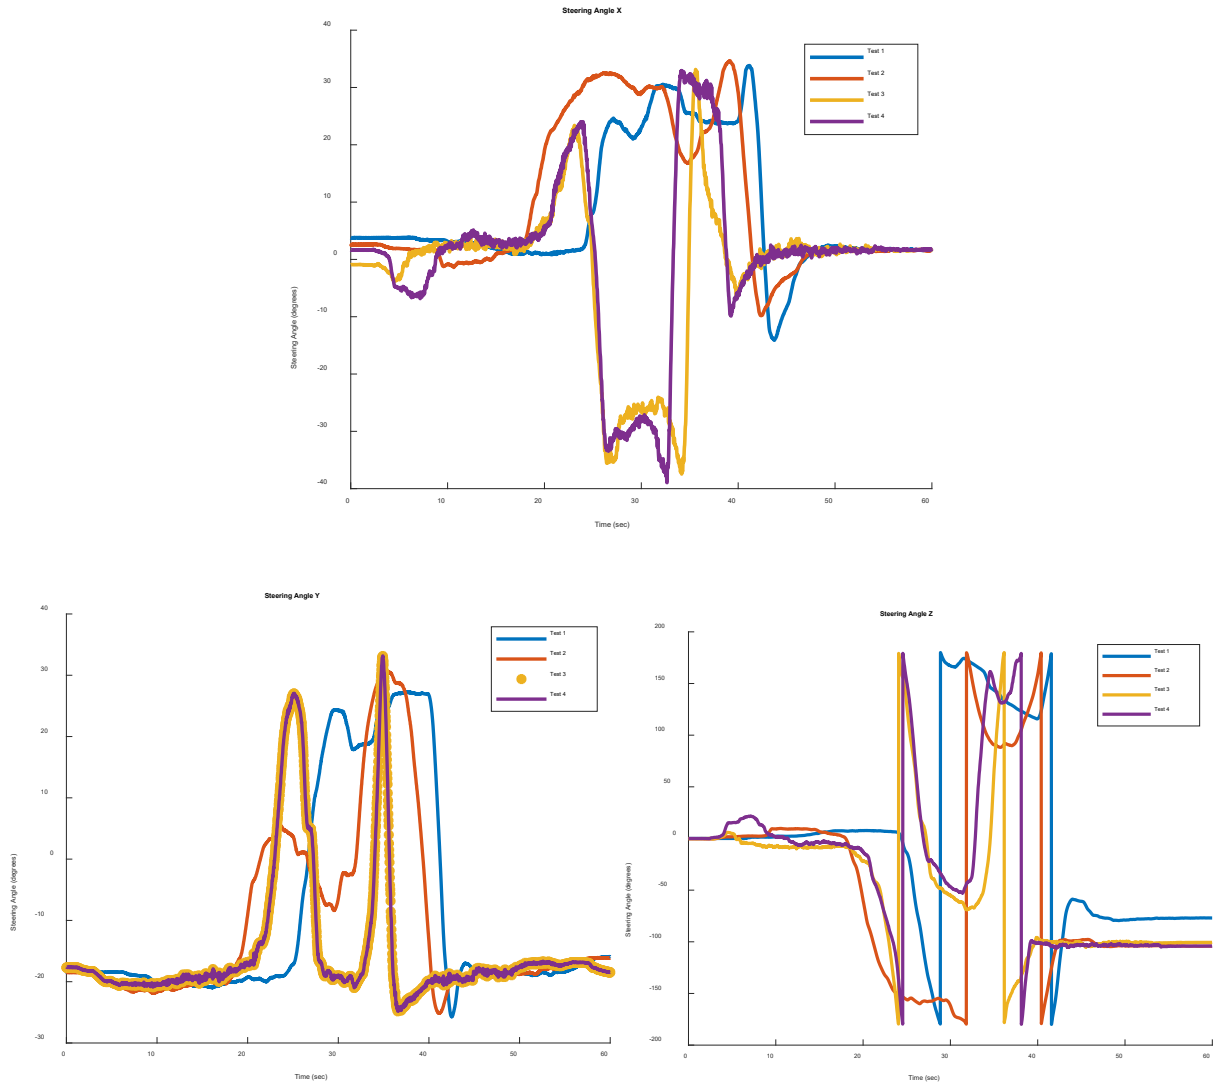 Steering Angle X
40
30
20
10
0
-10
-20
-30
-40
Steering Angle (degrees)
0 10 20 30 40 50 60
Time (sec)
Test 1
Test 2
Test 3
Test 4
Steering Angle Y
40
30
20
10
0
-10
-20
-30
Steering Angle (degrees)
0 10 20 30 40 50 60
Time (sec)
Test 1
Test 2
Test 3
Test 4
Steering Angle Z
200
150
100
50
0
-50
-100
-150
-200
Steering Angle (degrees)
0 10 20 30 40 50 60
Time (sec)
Test 1
Test 2
Test 3
Test 4